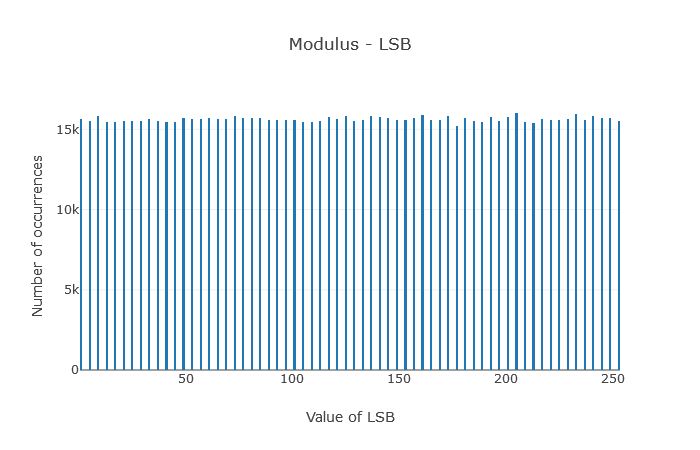 Modulus - LSB
Number of occurrences
15k
10k
5k
0
50
100
150
200
250
Value of LSB